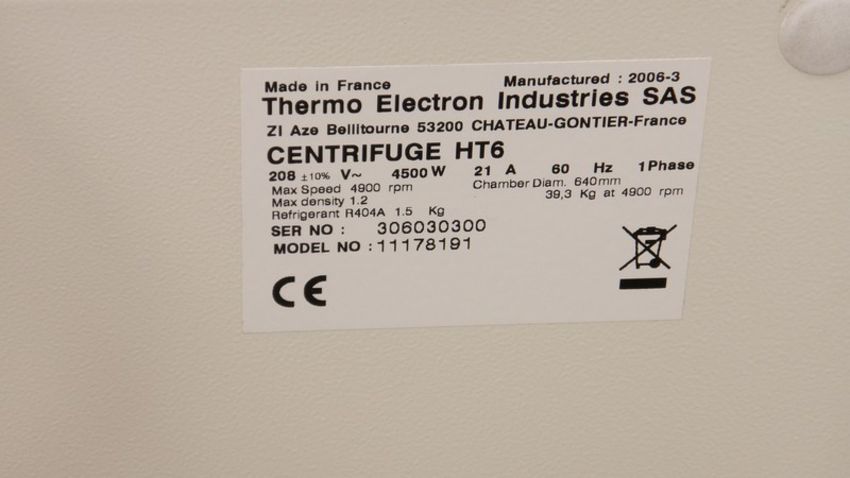 Made in France Manufactured : 2006-3
Thermo Electron Industries SAS
ZI Aze Bellitourne 53200 CHATEAU-GONTIER-France
CENTRIFUGE HT6
208 ±10% V~ 4500 W 21 A 60 Hz 1 Phase
Max Speed 4900 rpm Chamber Diam. 640mm
Max density 1.2 39,3 Kg at 4900 rpm
Refrigerant R404A 1.5 Kg
SER NO : 306030300
MODEL NO : 11178191
CE